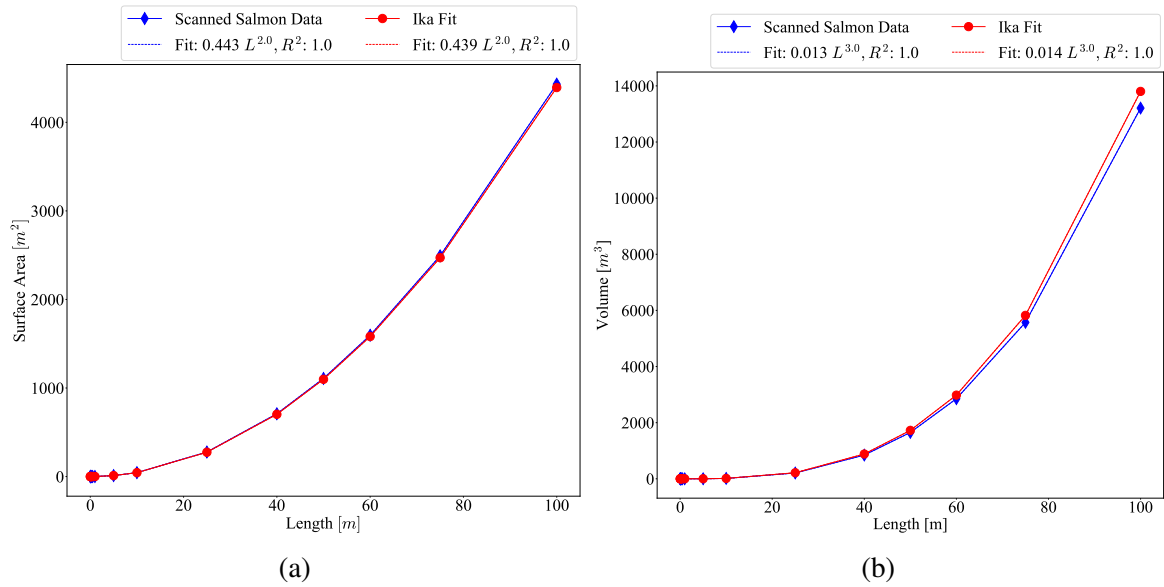 Scanned Salmon Data
Ika Fit
Fit: 0.443 L^{2.0}, R^2: 1.0
Fit: 0.439 L^{2.0}, R^2: 1.0
4000
3000
2000
1000
0
Surface Area [m^2]
0 20 40 60 80 100
Length [m]
(a)
Scanned Salmon Data
Ika Fit
Fit: 0.013 L^{3.0}, R^2: 1.0
Fit: 0.014 L^{3.0}, R^2: 1.0
14000
12000
10000
8000
6000
4000
2000
0
Volume [m^3]
0 20 40 60 80 100
Length [m]
(b)